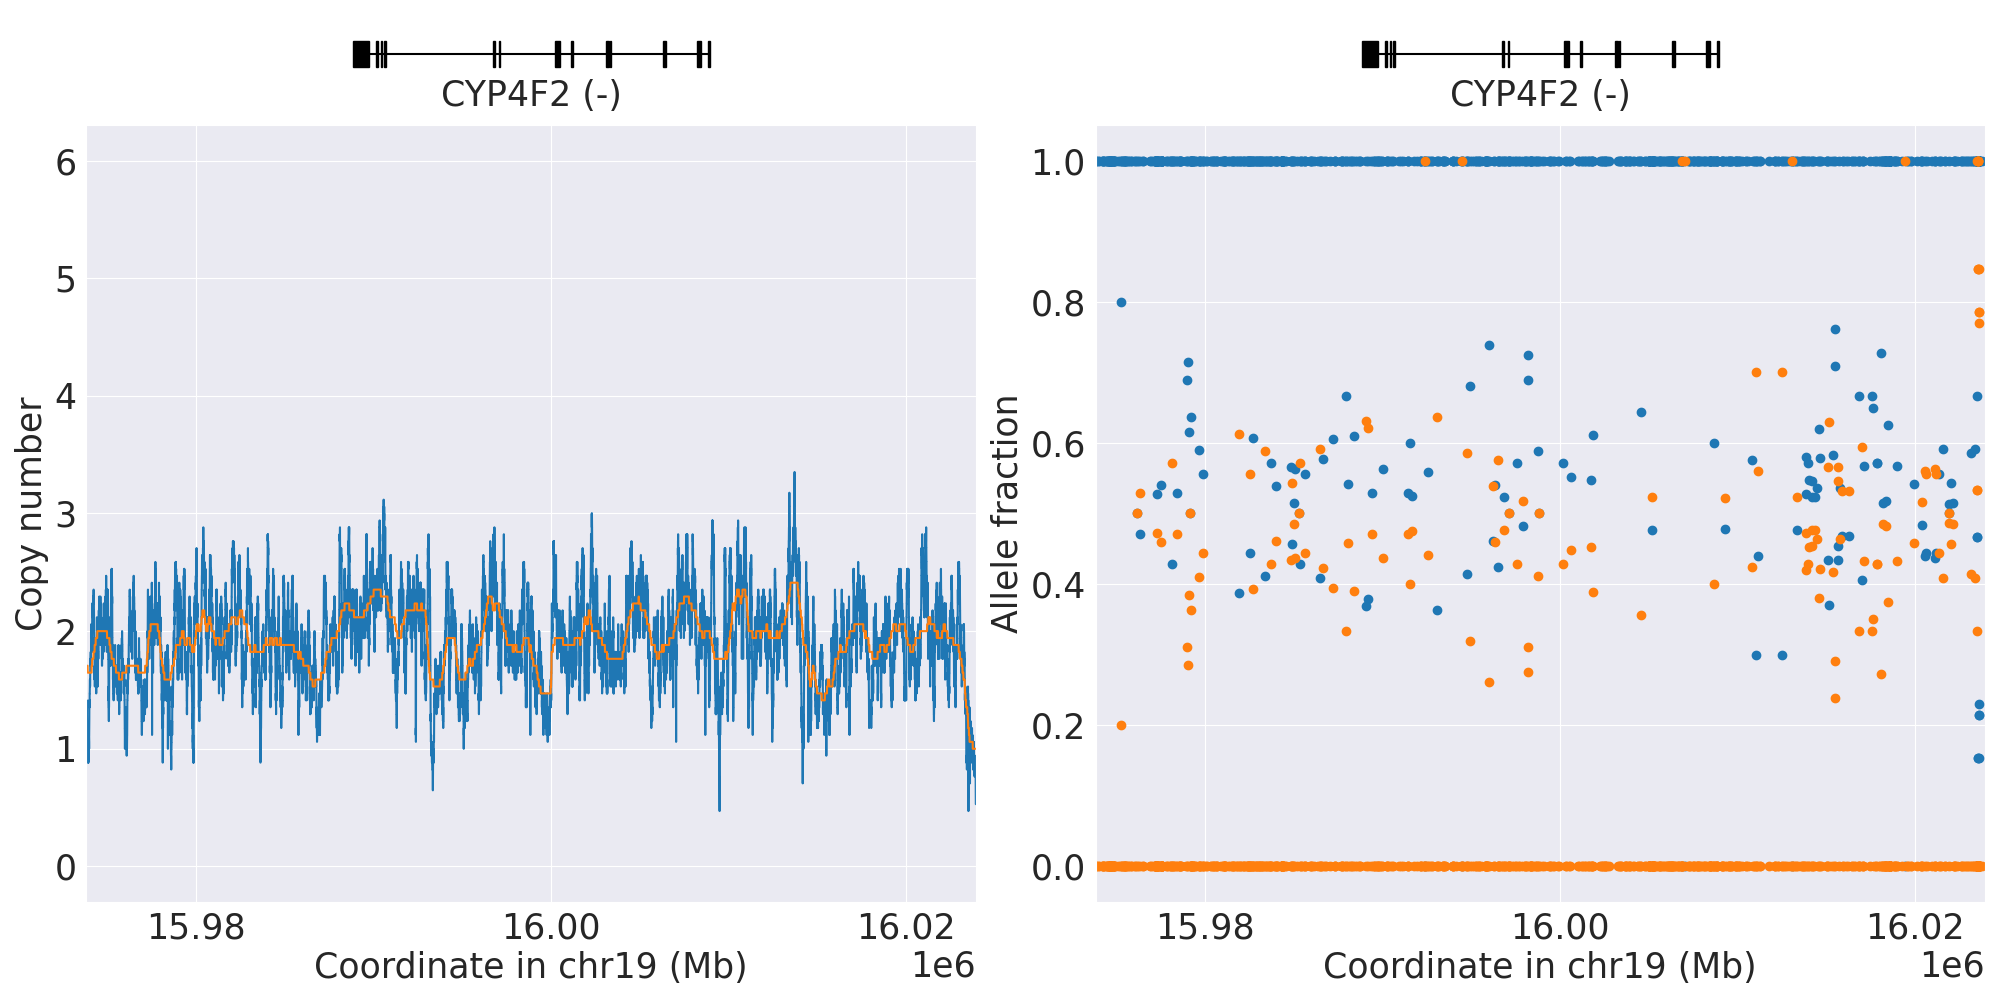 CYP4F2 (-)
6
5
4
3
2
1
0
Copy number
15.98
16.00
16.02
Coordinate in chr19 (Mb)
1e6
CYP4F2 (-)
1.0
0.8
0.6
0.4
0.2
0.0
Allele fraction
15.98
16.00
16.02
Coordinate in chr19 (Mb)
1e6